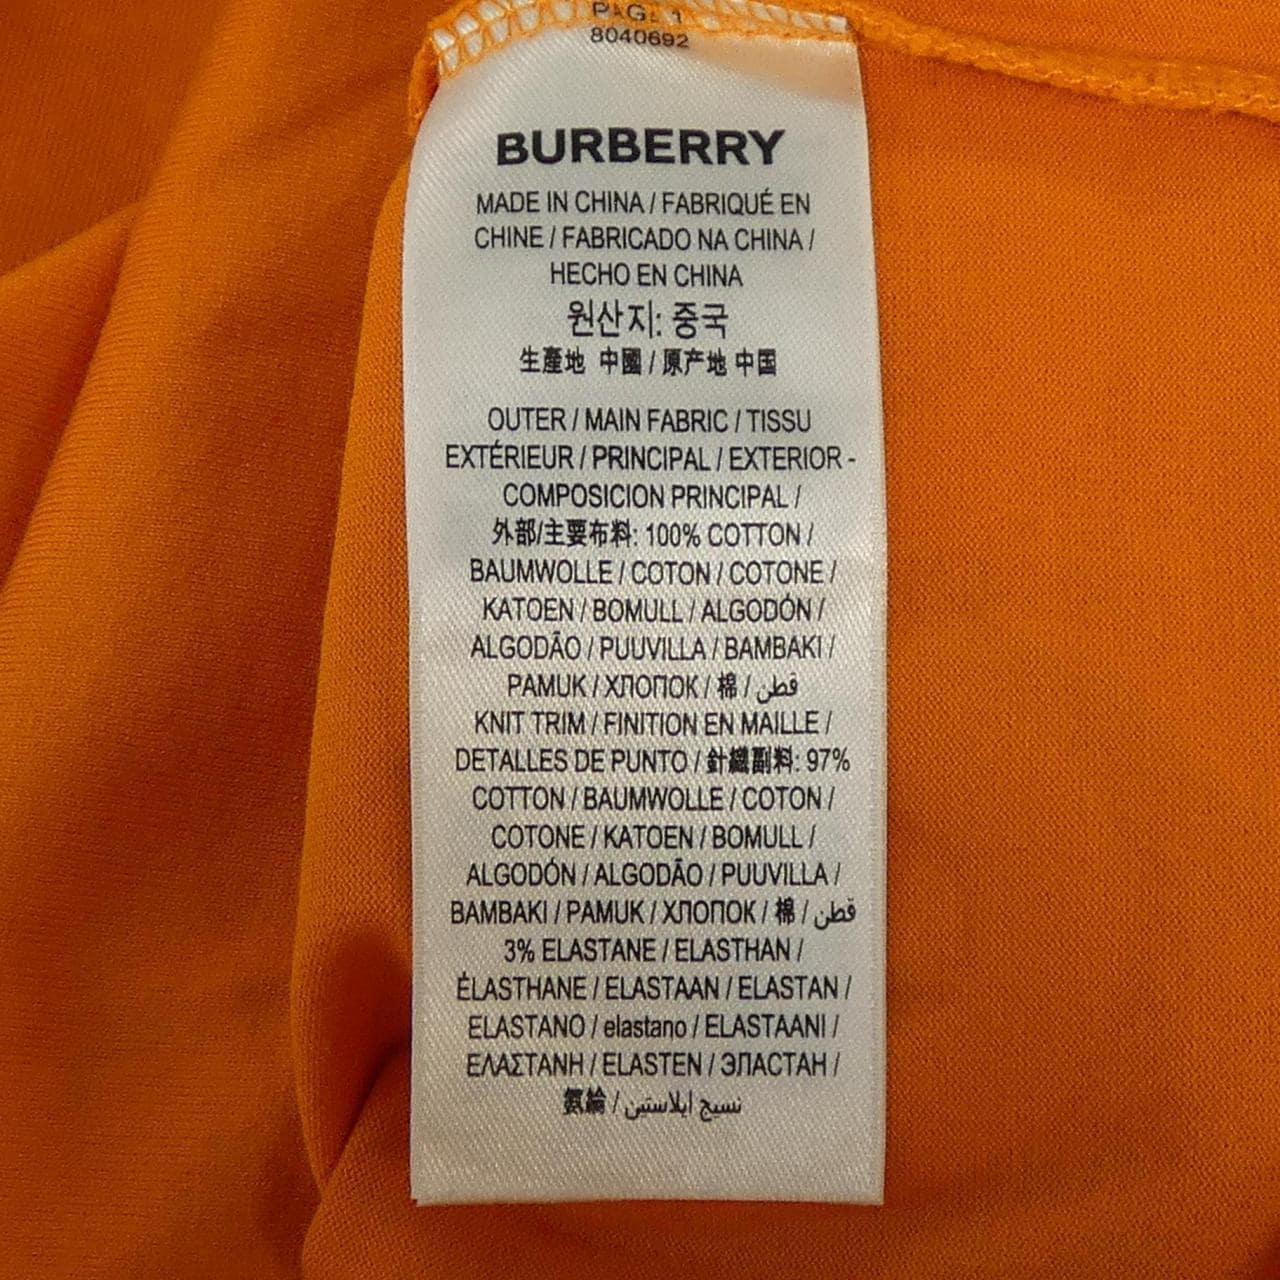 PAGE 1
8040692
BURBERRY
MADE IN CHINA / FABRIQUÉ EN
CHINE / FABRICADO NA CHINA /
HECHO EN CHINA
원산지: 중국
生產地 中國 / 原产地 中国
OUTER / MAIN FABRIC / TISSU
EXTÉRIEUR / PRINCIPAL / EXTERIOR -
COMPOSICION PRINCIPAL /
外部/主要布料: 100% COTTON /
BAUMWOLLE / COTON / COTONE /
KATOEN / BOMULL / ALGODÓN /
ALGODÃO / PUUVILLA / BAMBAKI /
PAMUK / ХЛОПОК / 棉 / قطن
KNIT TRIM / FINITION EN MAILLE /
DETALLES DE PUNTO / 針織副料: 97%
COTTON / BAUMWOLLE / COTON /
COTONE / KATOEN / BOMULL /
ALGODÓN / ALGODÃO / PUUVILLA /
BAMBAKI / PAMUK / ХЛОПОК / 棉 / قطن
3% ELASTANE / ELASTHAN /
ÉLASTHANE / ELASTAAN / ELASTAN /
ELASTANO / elastano / ELASTAANI /
ΕΛΑΣΤΑΝΗ / ELASTEN / ЭЛАСТАН /
氨綸 / نسيج ايلاستين